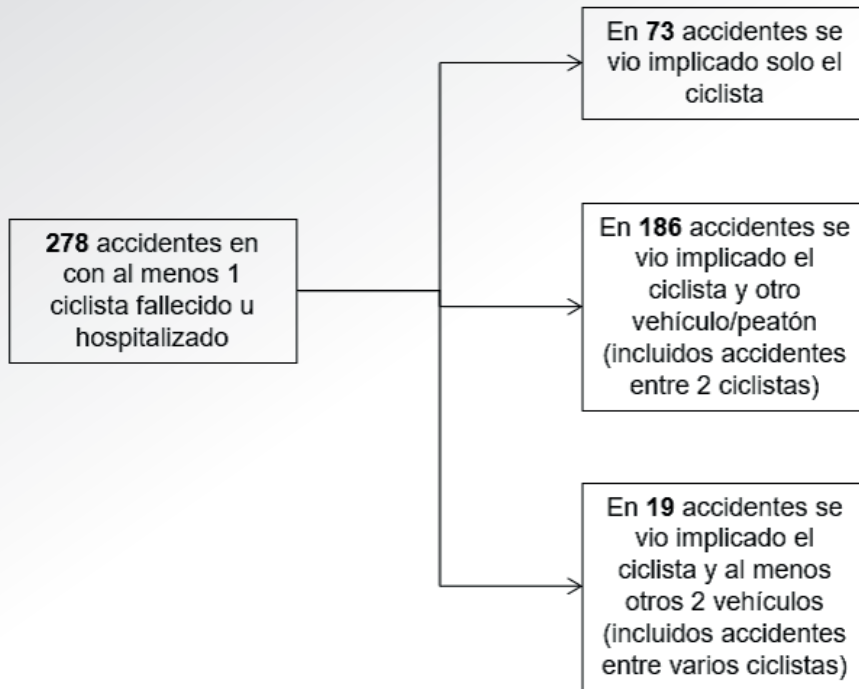 En 73 accidentes se
vio implicado solo el
ciclista
278 accidentes en
con al menos 1
ciclista fallecido u
hospitalizado
En 186 accidentes se
vio implicado el
ciclista y otro
vehículo/peatón
(incluidos accidentes
entre 2 ciclistas)
En 19 accidentes se
vio implicado el
ciclista y al menos
otros 2 vehículos
(incluidos accidentes
entre varios ciclistas)